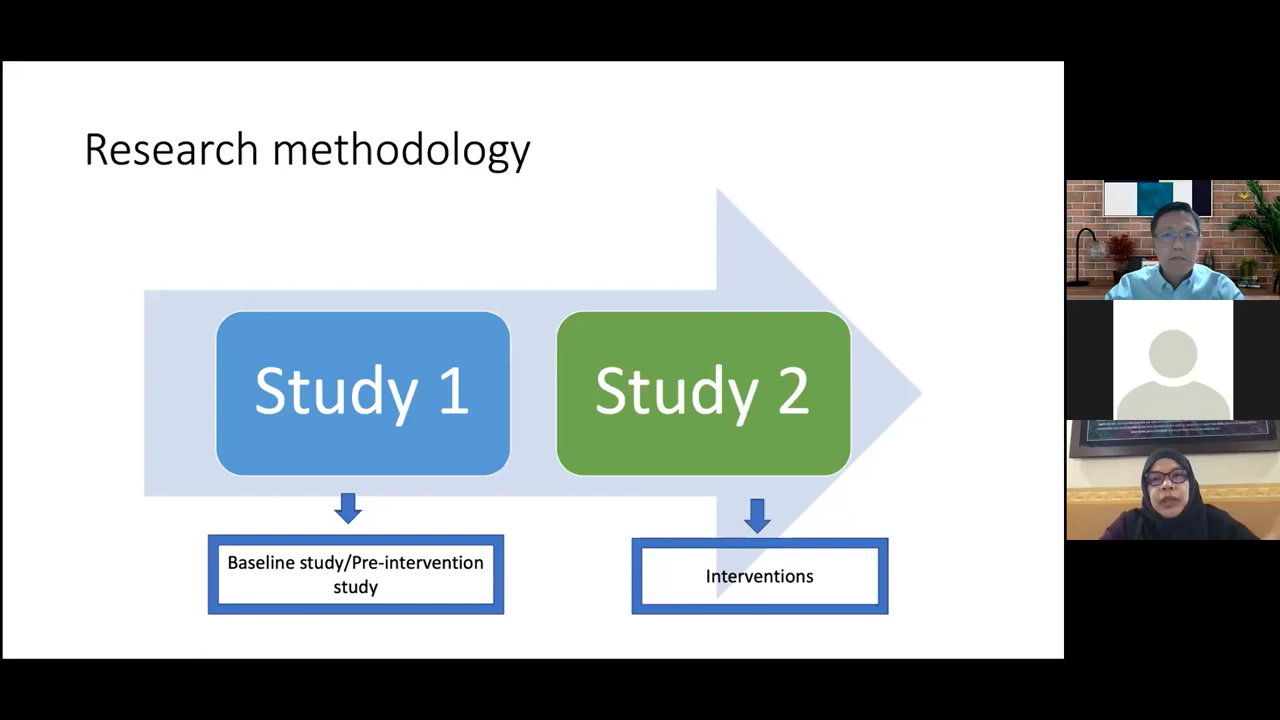 Research methodology
Study 1
Study 2
Baseline study/Pre-intervention
study
Interventions